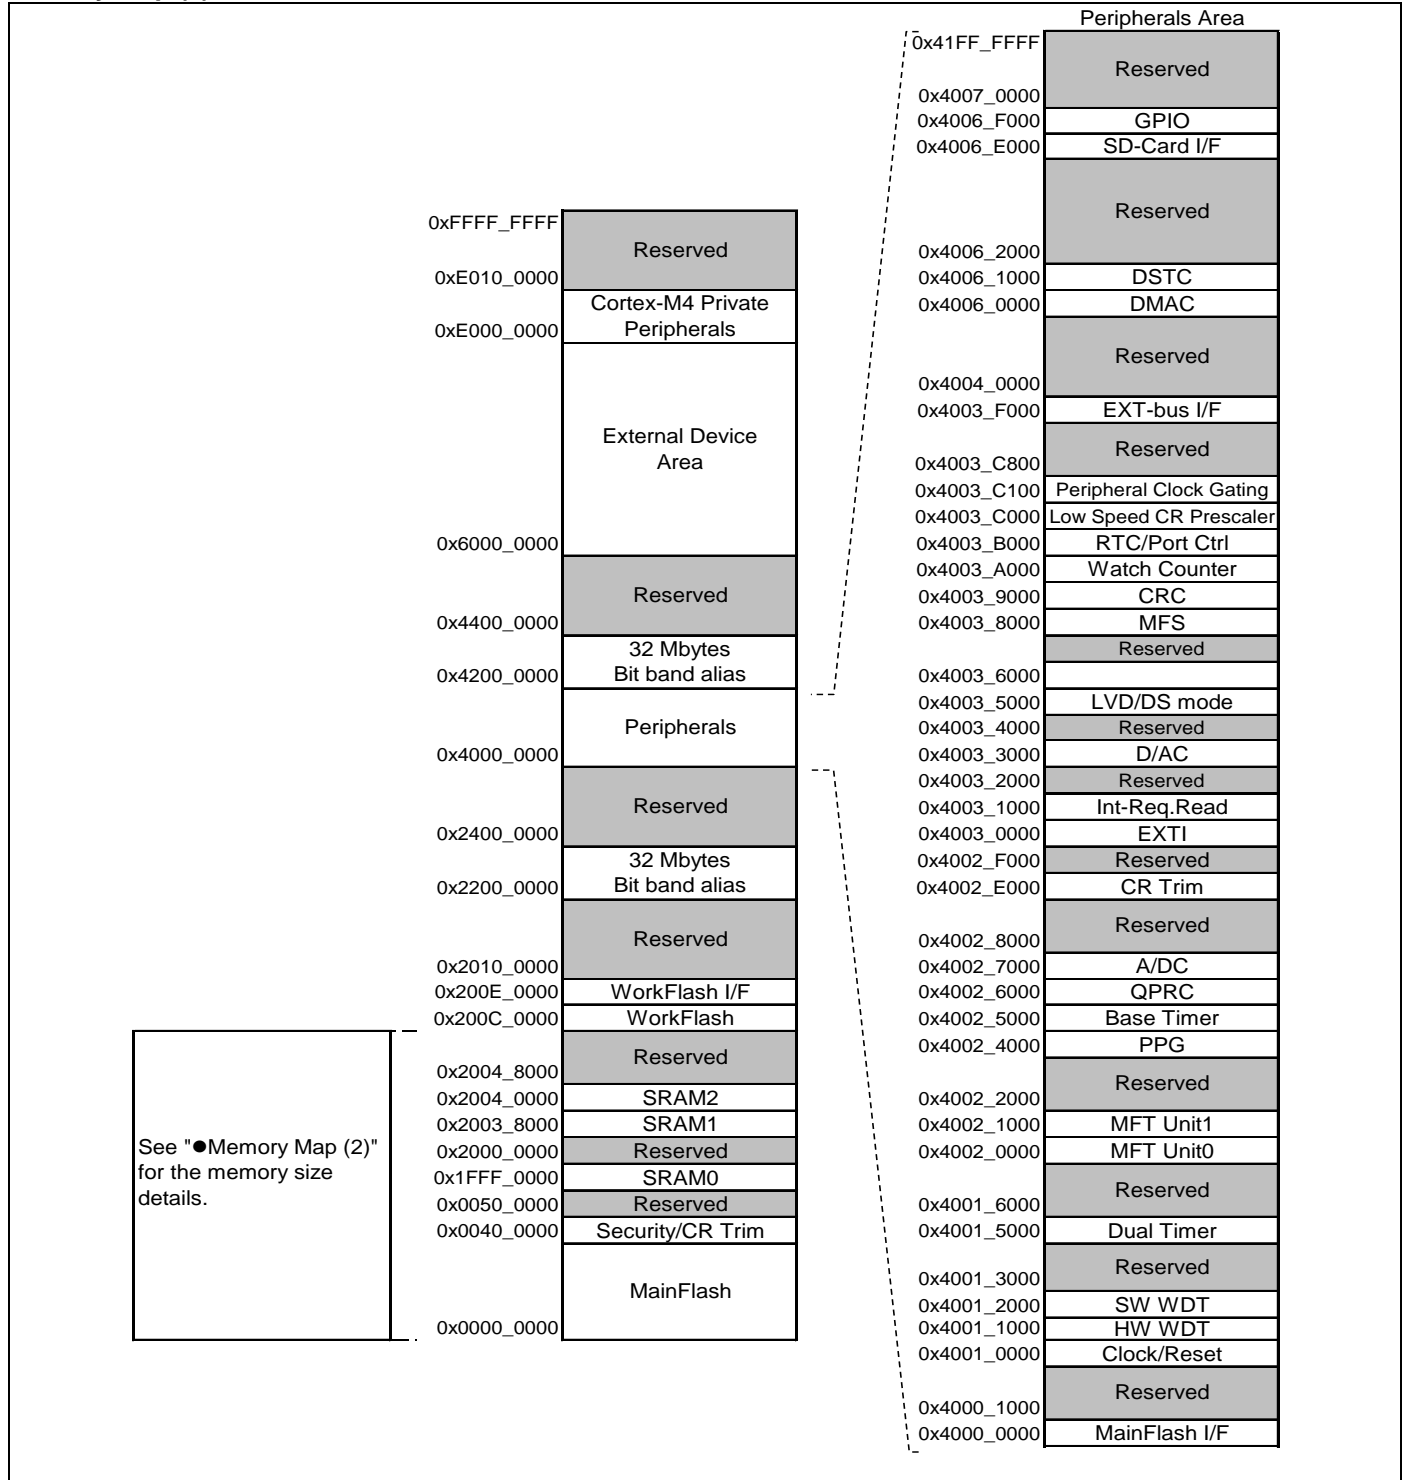 0xFFFF_FFFF
Reserved
0xE010_0000
Cortex-M4 Private
Peripherals
0xE000_0000
External Device
Area
0x6000_0000
Reserved
0x4400_0000
32 Mbytes
Bit band alias
0x4200_0000
Peripherals
0x4000_0000
Reserved
0x2400_0000
32 Mbytes
Bit band alias
0x2200_0000
Reserved
0x2010_0000
0x200E_0000 WorkFlash I/F
0x200C_0000 WorkFlash
Reserved
0x2004_8000
0x2004_0000 SRAM2
0x2003_8000 SRAM1
0x2000_0000 Reserved
0x1FFF_0000 SRAM0
0x0050_0000 Reserved
0x0040_0000 Security/CR Trim
MainFlash
0x0000_0000
See "●Memory Map (2)"
for the memory size
details.
Peripherals Area
0x41FF_FFFF
Reserved
0x4007_0000
0x4006_F000 GPIO
0x4006_E000 SD-Card I/F
Reserved
0x4006_2000
0x4006_1000 DSTC
0x4006_0000 DMAC
Reserved
0x4004_0000
0x4003_F000 EXT-bus I/F
Reserved
0x4003_C800
0x4003_C100 Peripheral Clock Gating
0x4003_C000 Low Speed CR Prescaler
0x4003_B000 RTC/Port Ctrl
0x4003_A000 Watch Counter
0x4003_9000 CRC
0x4003_8000 MFS
Reserved
0x4003_6000
0x4003_5000 LVD/DS mode
0x4003_4000 Reserved
0x4003_3000 D/AC
0x4003_2000 Reserved
0x4003_1000 Int-Req.Read
0x4003_0000 EXTI
0x4002_F000 Reserved
0x4002_E000 CR Trim
Reserved
0x4002_8000
0x4002_7000 A/DC
0x4002_6000 QPRC
0x4002_5000 Base Timer
0x4002_4000 PPG
Reserved
0x4002_2000
0x4002_1000 MFT Unit1
0x4002_0000 MFT Unit0
Reserved
0x4001_6000
0x4001_5000 Dual Timer
Reserved
0x4001_3000
0x4001_2000 SW WDT
0x4001_1000 HW WDT
0x4001_0000 Clock/Reset
Reserved
0x4000_1000
0x4000_0000 MainFlash I/F